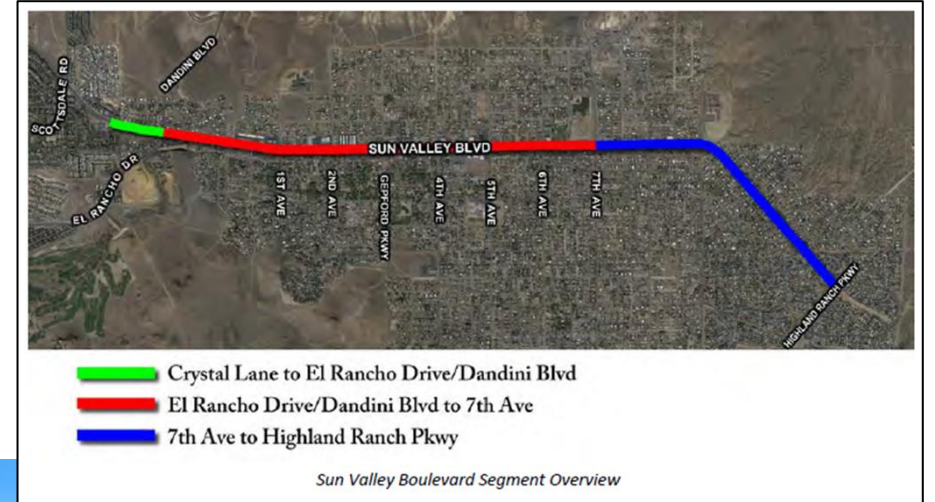 SCOTTSDALE RD
DANDINI BLVD
EL RANCHO DR
SUN VALLEY BLVD
1ST AVE
2ND AVE
GEPFORD PKWY
4TH AVE
5TH AVE
6TH AVE
7TH AVE
HIGHLAND RANCH PKWY
Crystal Lane to El Rancho Drive/Dandini Blvd
El Rancho Drive/Dandini Blvd to 7th Ave
7th Ave to Highland Ranch Pkwy
Sun Valley Boulevard Segment Overview